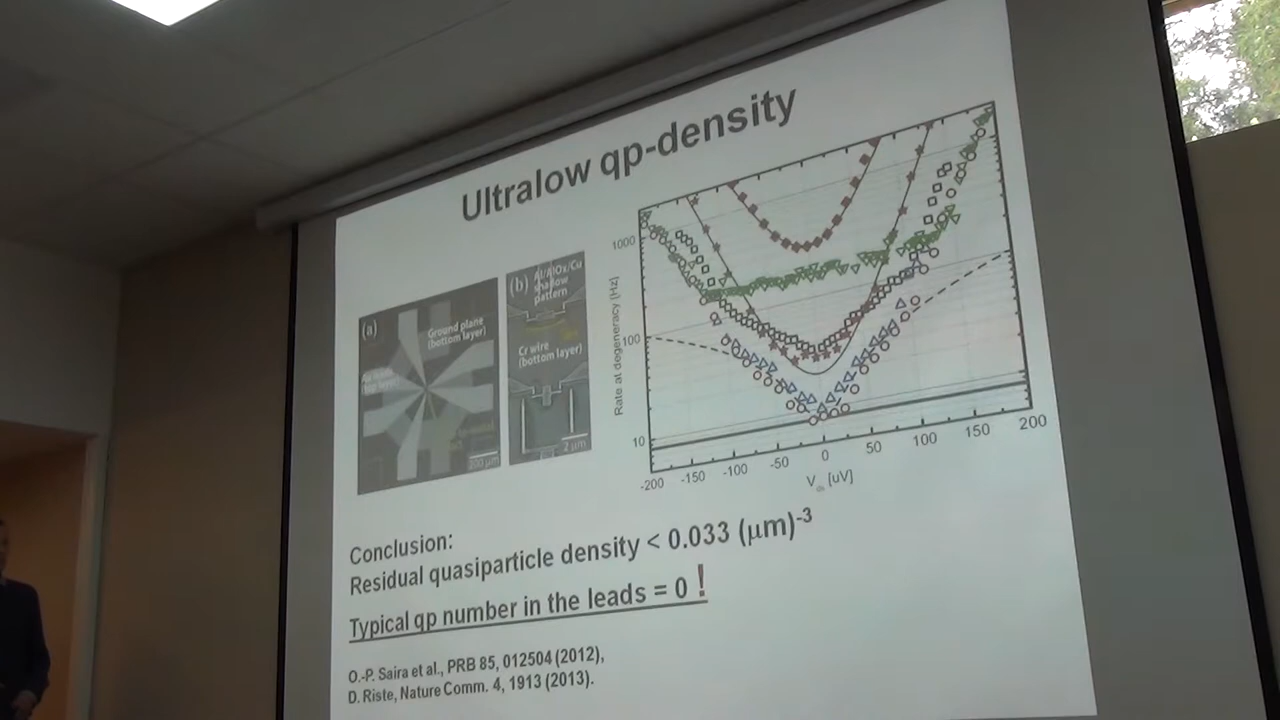 Ultralow qp-density
(a)
Ground plane
(bottom layer)
200 µm
(b)
Al/AlOx/Cu
shadow
pattern
Cr wire
(bottom layer)
2 µm
Rate at degeneracy (Hz)
1000
100
10
-200 -150 -100 -50 0 50 100 150 200
[uV]
Conclusion:
Residual quasiparticle density < 0.033 (µm)-3
Typical qp number in the leads = 0 !
O.-P. Saira et al., PRB 85, 012504 (2012),
D. Riste, Nature Comm. 4, 1913 (2013).